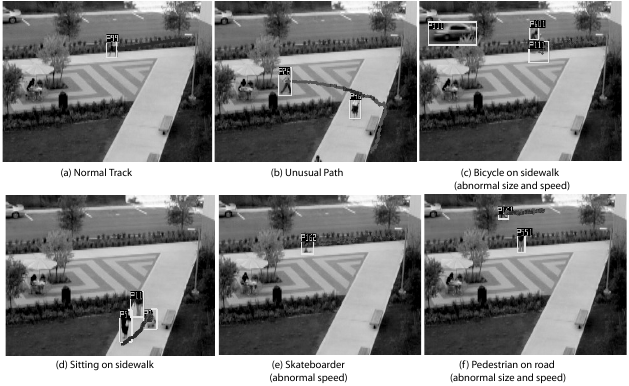 (a) Normal Track
(b) Unusual Path
(c) Bicycle on sidewalk
(abnormal size and speed)
(d) Sitting on sidewalk
(e) Skateboarder
(abnormal speed)
(f) Pedestrian on road
(abnormal size and speed)